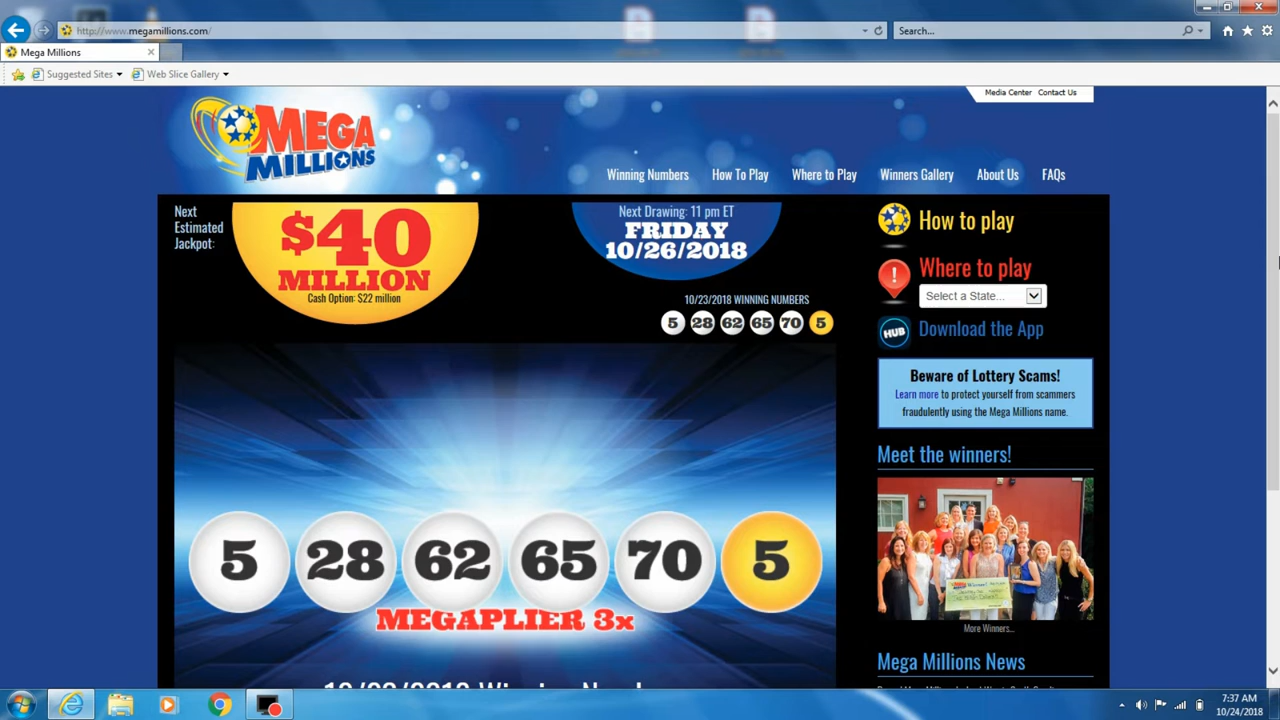 http://www.megamillions.com/
Search...
Mega Millions
Suggested Sites
Web Slice Gallery
Media Center Contact Us
MEGA
MILLIONS
Winning Numbers How To Play Where to Play Winners Gallery About Us FAQs
Next
Estimated
Jackpot:
$40
MILLION
Cash Option: $22 million
Next Drawing: 11 pm ET
FRIDAY
10/26/2018
10/23/2018 WINNING NUMBERS
5 28 62 65 70 5
How to play
Where to play
Select a State...
HUB
Download the App
Beware of Lottery Scams!
Learn more to protect yourself from scammers
fraudulently using the Mega Millions name.
Meet the winners!
5 28 62 65 70 5
MEGAPLIER 3x
More Winners...
Mega Millions News
7:37 AM
10/24/2018